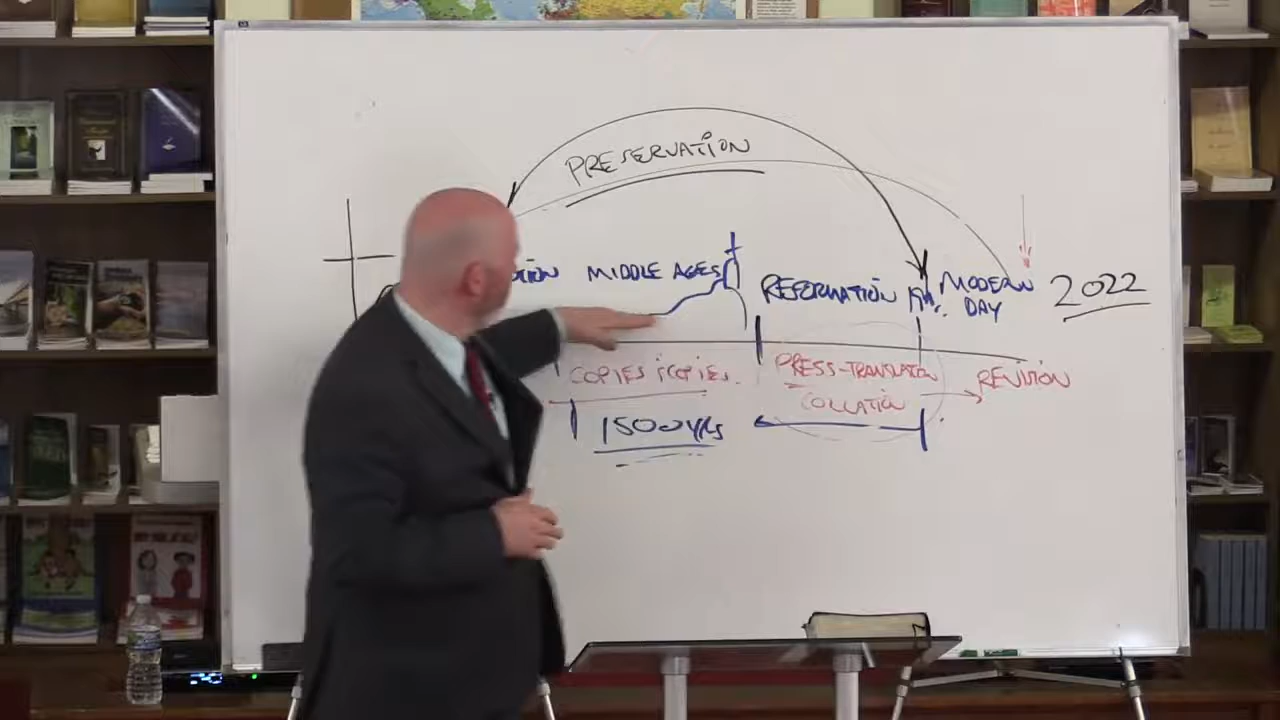 PRESERVATION
MIDDLE AGES
REFORMATION
MODERN
DAY
2022
COPIES COPIES
PRESS-TRANSLATION
COLLATION
REVISION
1500 YRS